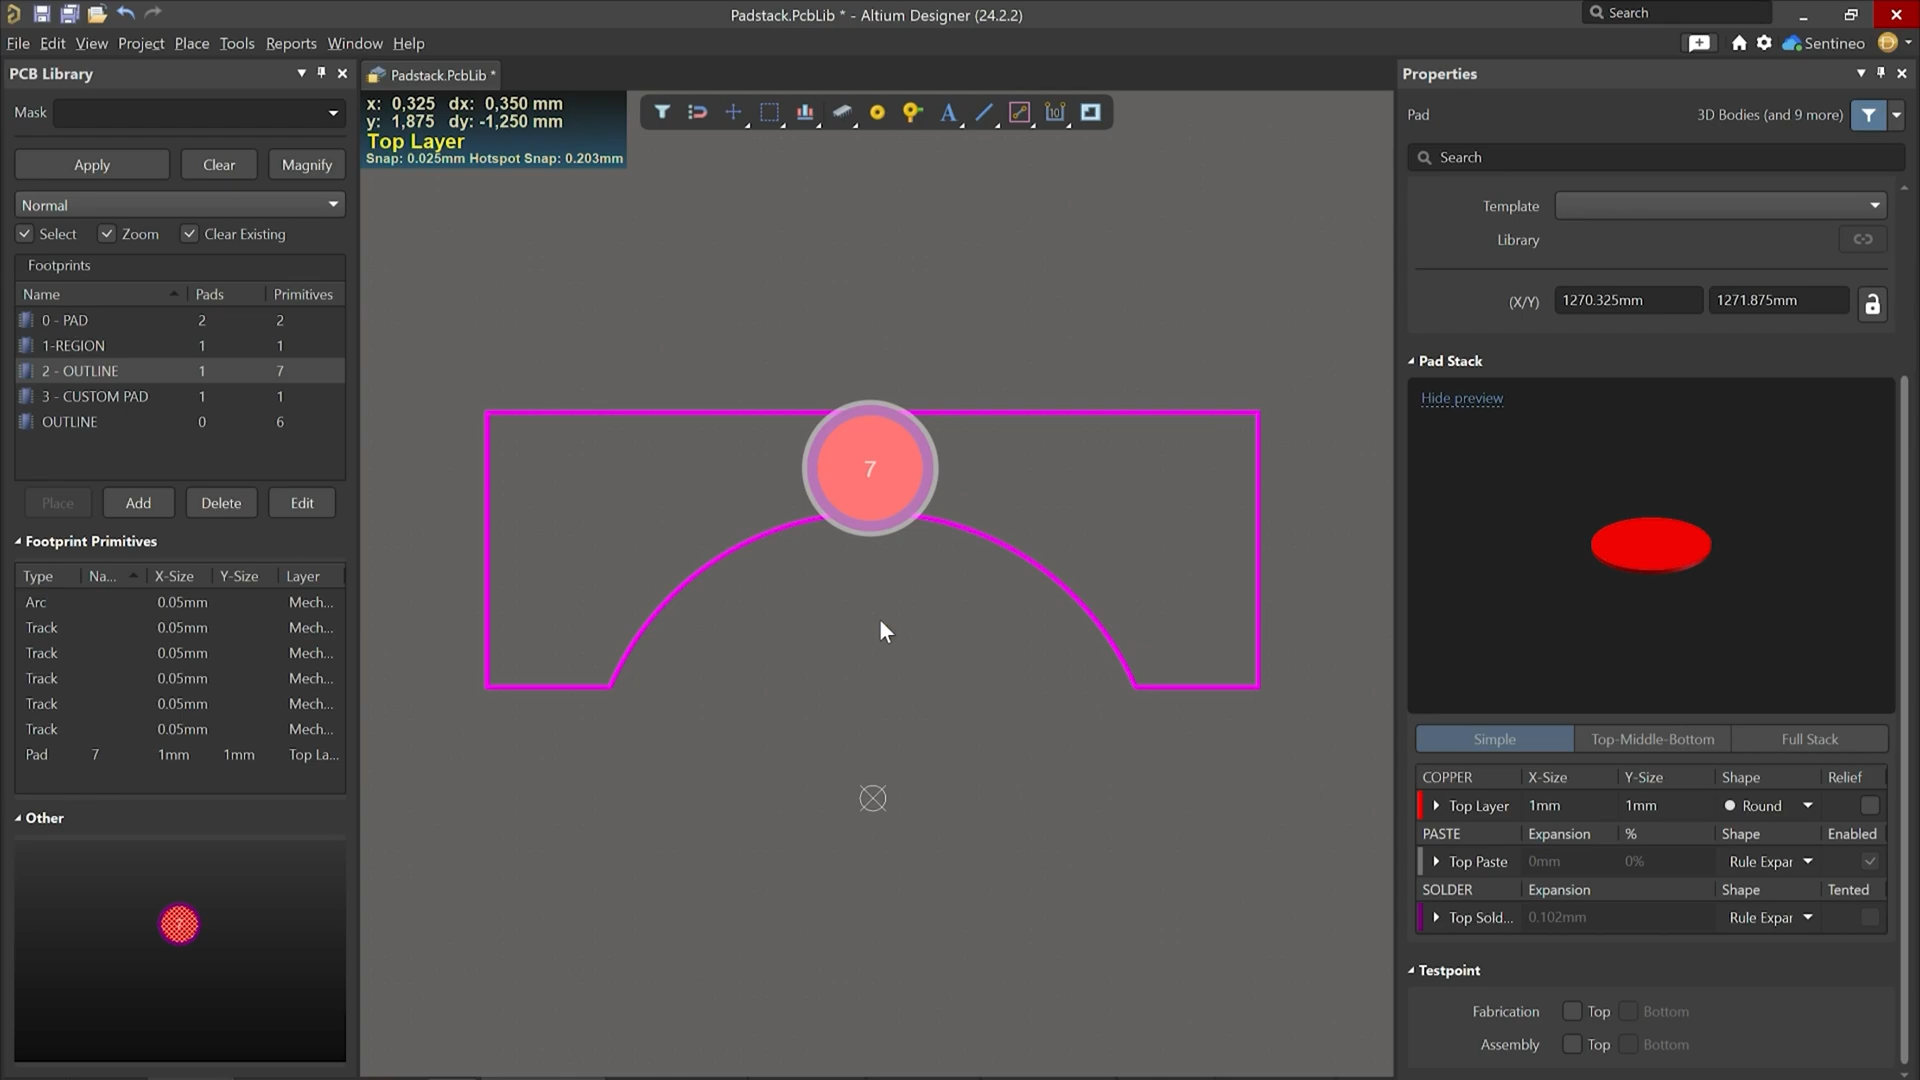 Padstack.PcbLib * - Altium Designer (24.2.2)
Search
File Edit View Project Place Tools Reports Window Help
Sentineo
PCB Library
Mask
Apply Clear Magnify
Normal
Select Zoom Clear Existing
Footprints
Name Pads Primitives
0 - PAD 2 2
1-REGION 1 1
2 - OUTLINE 1 7
3 - CUSTOM PAD 1 1
OUTLINE 0 6
Place Add Delete Edit
Footprint Primitives
Type Na... X-Size Y-Size Layer
Arc 0.05mm Mech...
Track 0.05mm Mech...
Track 0.05mm Mech...
Track 0.05mm Mech...
Track 0.05mm Mech...
Track 0.05mm Mech...
Pad 7 1mm 1mm Top La...
Other
Padstack.PcbLib *
x: 0,325 dx: 0,350 mm
y: 1,875 dy: -1,250 mm
Top Layer
Snap: 0.025mm Hotspot Snap: 0.203mm
A
10
7
Properties
Pad 3D Bodies (and 9 more)
Search
Template
Library
(X/Y) 1270.325mm 1271.875mm
Pad Stack
Hide preview
Simple Top-Middle-Bottom Full Stack
COPPER X-Size Y-Size Shape Relief
Top Layer 1mm 1mm Round
PASTE Expansion % Shape Enabled
Top Paste 0mm 0% Rule Expar
SOLDER Expansion Shape Tented
Top Sold... 0.102mm Rule Expar
Testpoint
Fabrication Top Bottom
Assembly Top Bottom